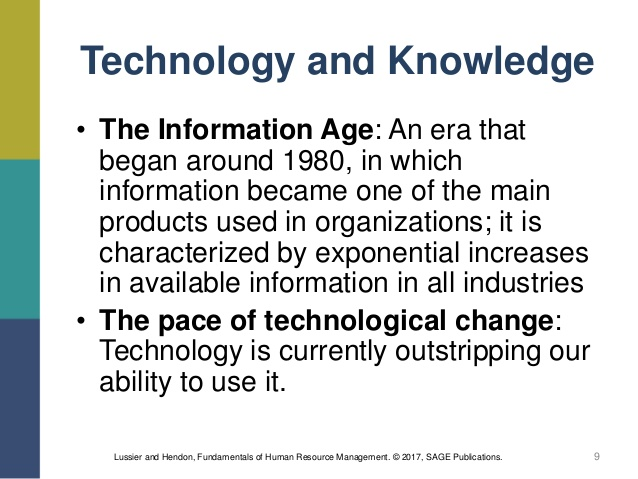 Technology and Knowledge
• The Information Age: An era that
began around 1980, in which
information became one of the main
products used in organizations; it is
characterized by exponential increases
in available information in all industries
• The pace of technological change:
Technology is currently outstripping our
ability to use it.
Lussier and Hendon, Fundamentals of Human Resource Management. © 2017, SAGE Publications. 9